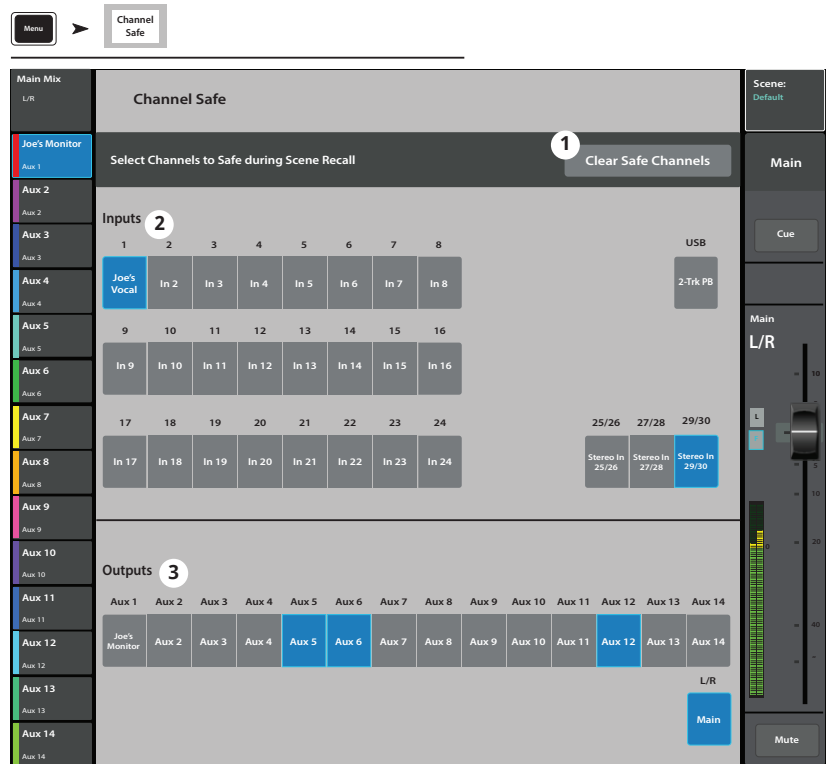 Menu
Channel
Safe
Main Mix
L/R
Joe's Monitor
Aux 1
Aux 2
Aux 2
Aux 3
Aux 3
Aux 4
Aux 4
Aux 5
Aux 5
Aux 6
Aux 6
Aux 7
Aux 7
Aux 8
Aux 8
Aux 9
Aux 9
Aux 10
Aux 10
Aux 11
Aux 11
Aux 12
Aux 12
Aux 13
Aux 13
Aux 14
Aux 14
Channel Safe
Select Channels to Safe during Scene Recall
1
Clear Safe Channels
Inputs 2
1 2 3 4 5 6 7 8 USB
Joe's Vocal In 2 In 3 In 4 In 5 In 6 In 7 In 8 2-Trk PB
9 10 11 12 13 14 15 16
In 9 In 10 In 11 In 12 In 13 In 14 In 15 In 16
17 18 19 20 21 22 23 24 25/26 27/28 29/30
In 17 In 18 In 19 In 20 In 21 In 22 In 23 In 24 Stereo In 25/26 Stereo In 27/28 Stereo In 29/30
Outputs 3
Aux 1 Aux 2 Aux 3 Aux 4 Aux 5 Aux 6 Aux 7 Aux 8 Aux 9 Aux 10 Aux 11 Aux 12 Aux 13 Aux 14
Joe's Monitor Aux 2 Aux 3 Aux 4 Aux 5 Aux 6 Aux 7 Aux 8 Aux 9 Aux 10 Aux 11 Aux 12 Aux 13 Aux 14
L/R
Main
Scene:
Default
Main
Cue
Main
L/R
10
L
5
10
0
20
40
Mute